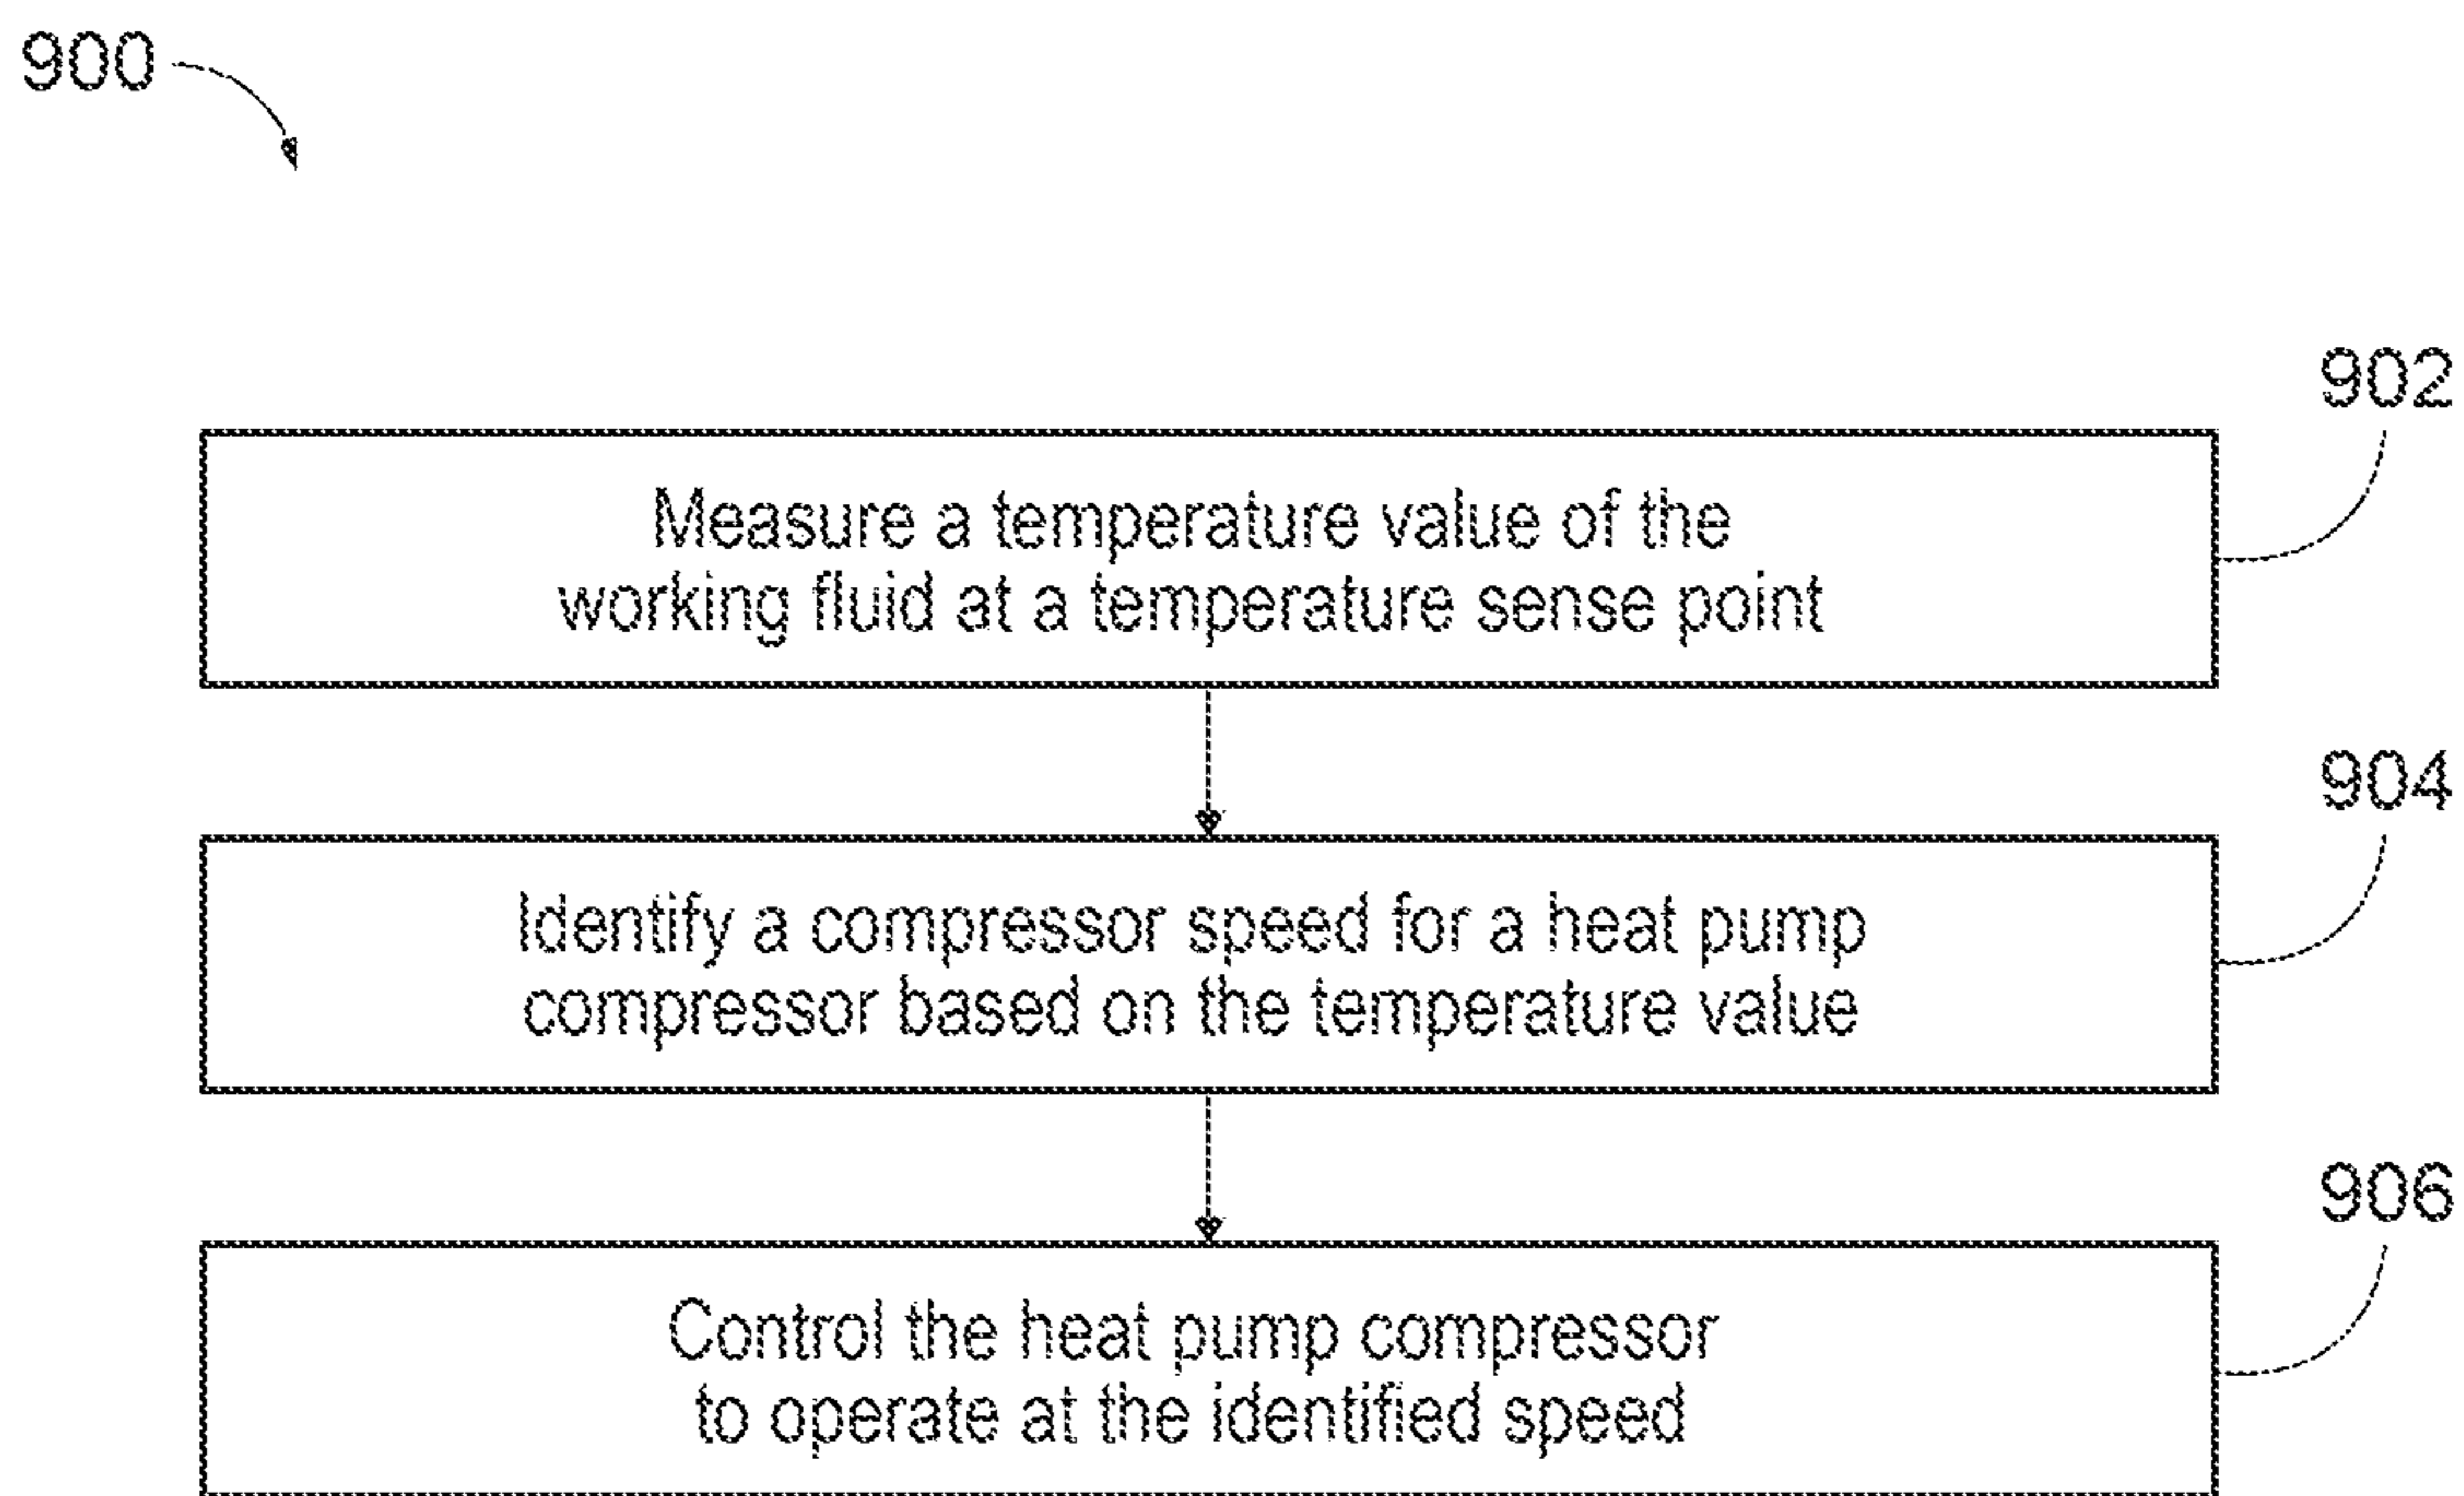 900
902
Measure a temperature value of the
working fluid at a temperature sense point
904
Identify a compressor speed for a heat pump
compressor based on the temperature value
906
Control the heat pump compressor
to operate at the identified speed